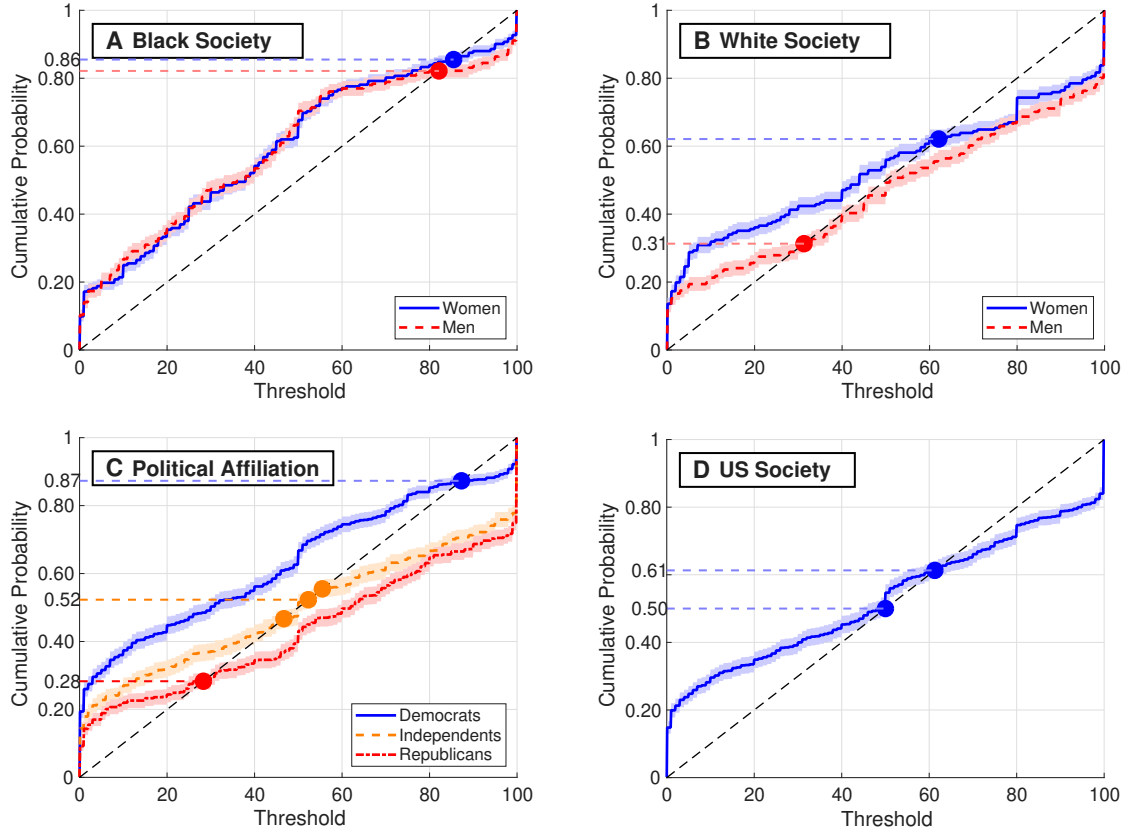 A Black Society
1
0.86
0.80
0.60
0.40
0.20
0
Cumulative Probability
Women
Men
0 20 40 60 80 100
Threshold
B White Society
1
0.80
0.60
0.40
0.31
0.20
0
Cumulative Probability
Women
Men
0 20 40 60 80 100
Threshold
C Political Affiliation
1
0.87
0.80
0.60
0.52
0.40
0.28
0.20
0
Cumulative Probability
Democrats
Independents
Republicans
0 20 40 60 80 100
Threshold
D US Society
1
0.80
0.61
0.50
0.40
0.20
0
Cumulative Probability
0 20 40 60 80 100
Threshold